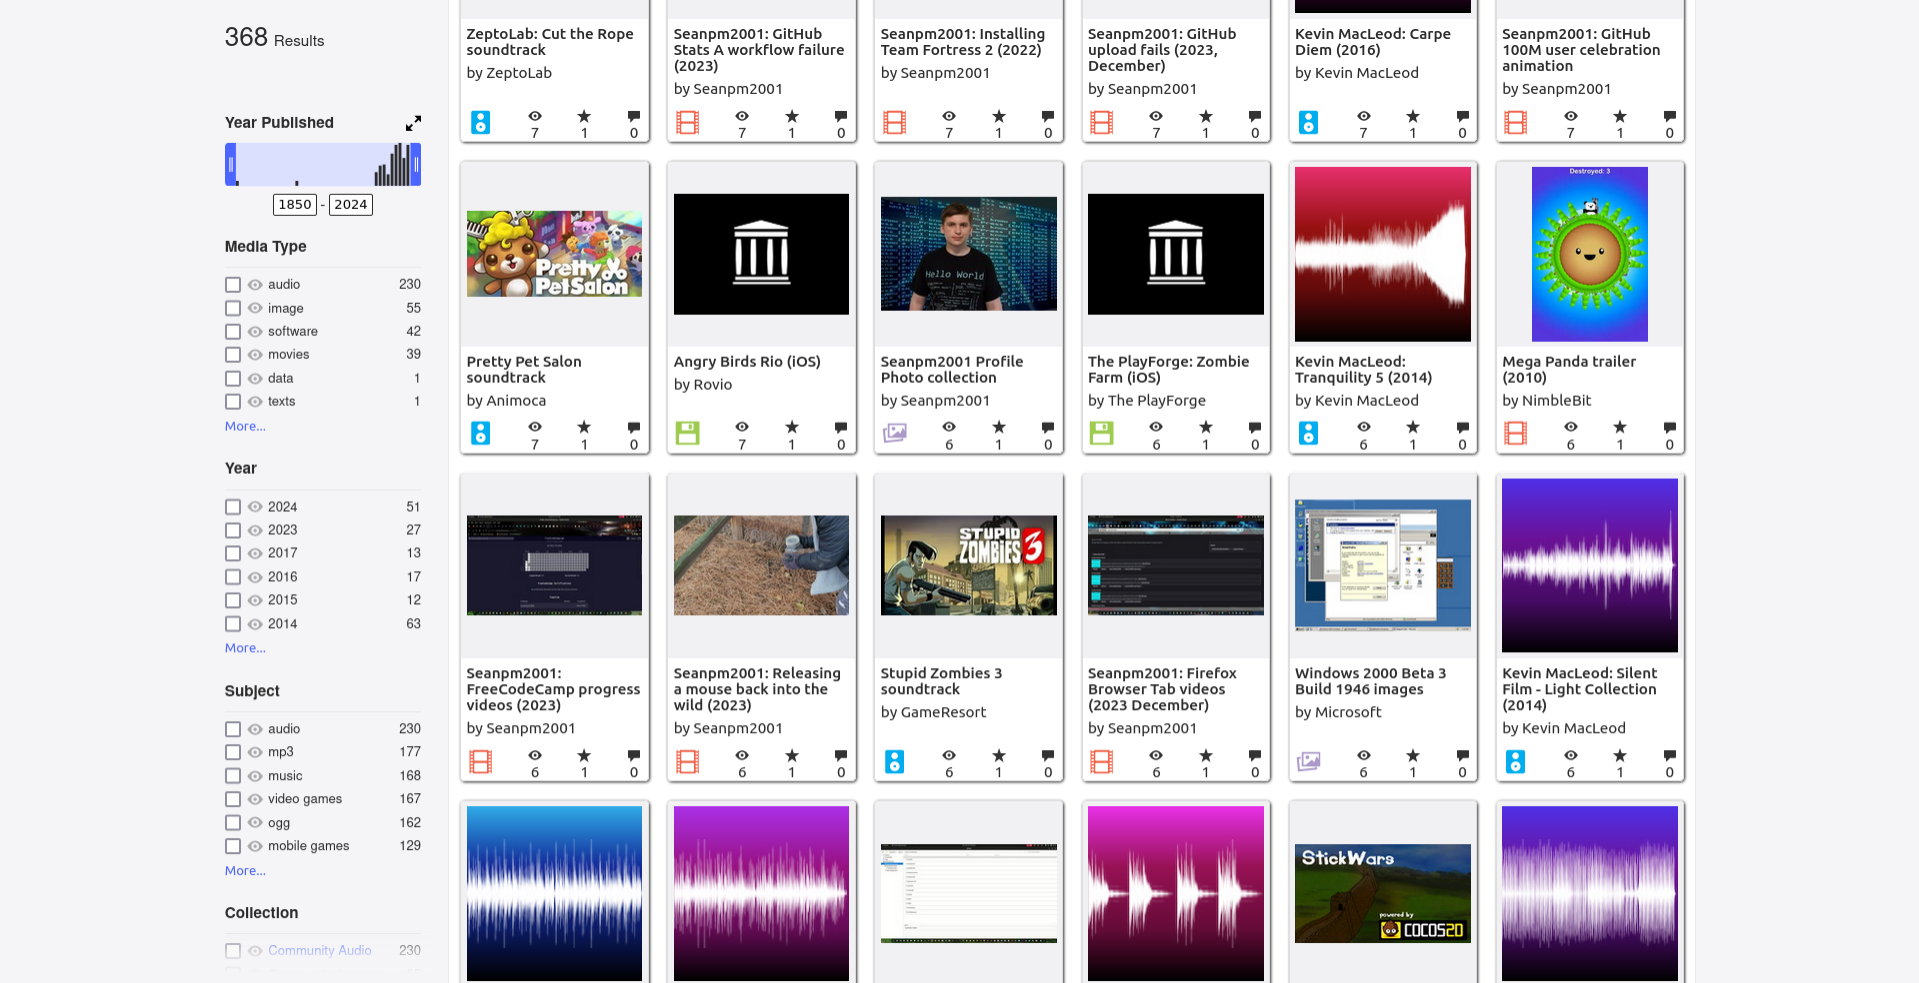 368 Results
Year Published
1850 - 2024
Media Type
audio 230
image 55
software 42
movies 39
data 1
texts 1
More...
Year
2024 51
2023 27
2017 13
2016 17
2015 12
2014 63
More...
Subject
audio 230
mp3 177
music 168
video games 167
ogg 162
mobile games 129
More...
Collection
Community Audio 230
ZeptoLab: Cut the Rope
soundtrack
by ZeptoLab
7 1 0
Seanpm2001: GitHub
Stats A workflow failure
(2023)
by Seanpm2001
7 1 0
Seanpm2001: Installing
Team Fortress 2 (2022)
by Seanpm2001
7 1 0
Seanpm2001: GitHub
upload fails (2023,
December)
by Seanpm2001
7 1 0
Kevin MacLeod: Carpe
Diem (2016)
by Kevin MacLeod
7 1 0
Seanpm2001: GitHub
100M user celebration
animation
by Seanpm2001
7 1 0
Pretty
PetSalon
Pretty Pet Salon
soundtrack
by Animoca
7 1 0
Angry Birds Rio (iOS)
by Rovio
7 1 0
Hello World
Seanpm2001 Profile
Photo collection
by Seanpm2001
6 1 0
The PlayForge: Zombie
Farm (iOS)
by The PlayForge
6 1 0
Kevin MacLeod:
Tranquility 5 (2014)
by Kevin MacLeod
6 1 0
Destroyed: 3
Mega Panda trailer
(2010)
by NimbleBit
6 1 0
Seanpm2001:
FreeCodeCamp progress
videos (2023)
by Seanpm2001
6 1 0
Seanpm2001: Releasing
a mouse back into the
wild (2023)
by Seanpm2001
6 1 0
STUPID
ZOMBIES 3
Stupid Zombies 3
soundtrack
by GameResort
6 1 0
Seanpm2001: Firefox
Browser Tab videos
(2023 December)
by Seanpm2001
6 1 0
Windows 2000 Beta 3
Build 1946 images
by Microsoft
6 1 0
Kevin MacLeod: Silent
Film - Light Collection
(2014)
by Kevin MacLeod
6 1 0
StickWars
powered by
COCOS2D